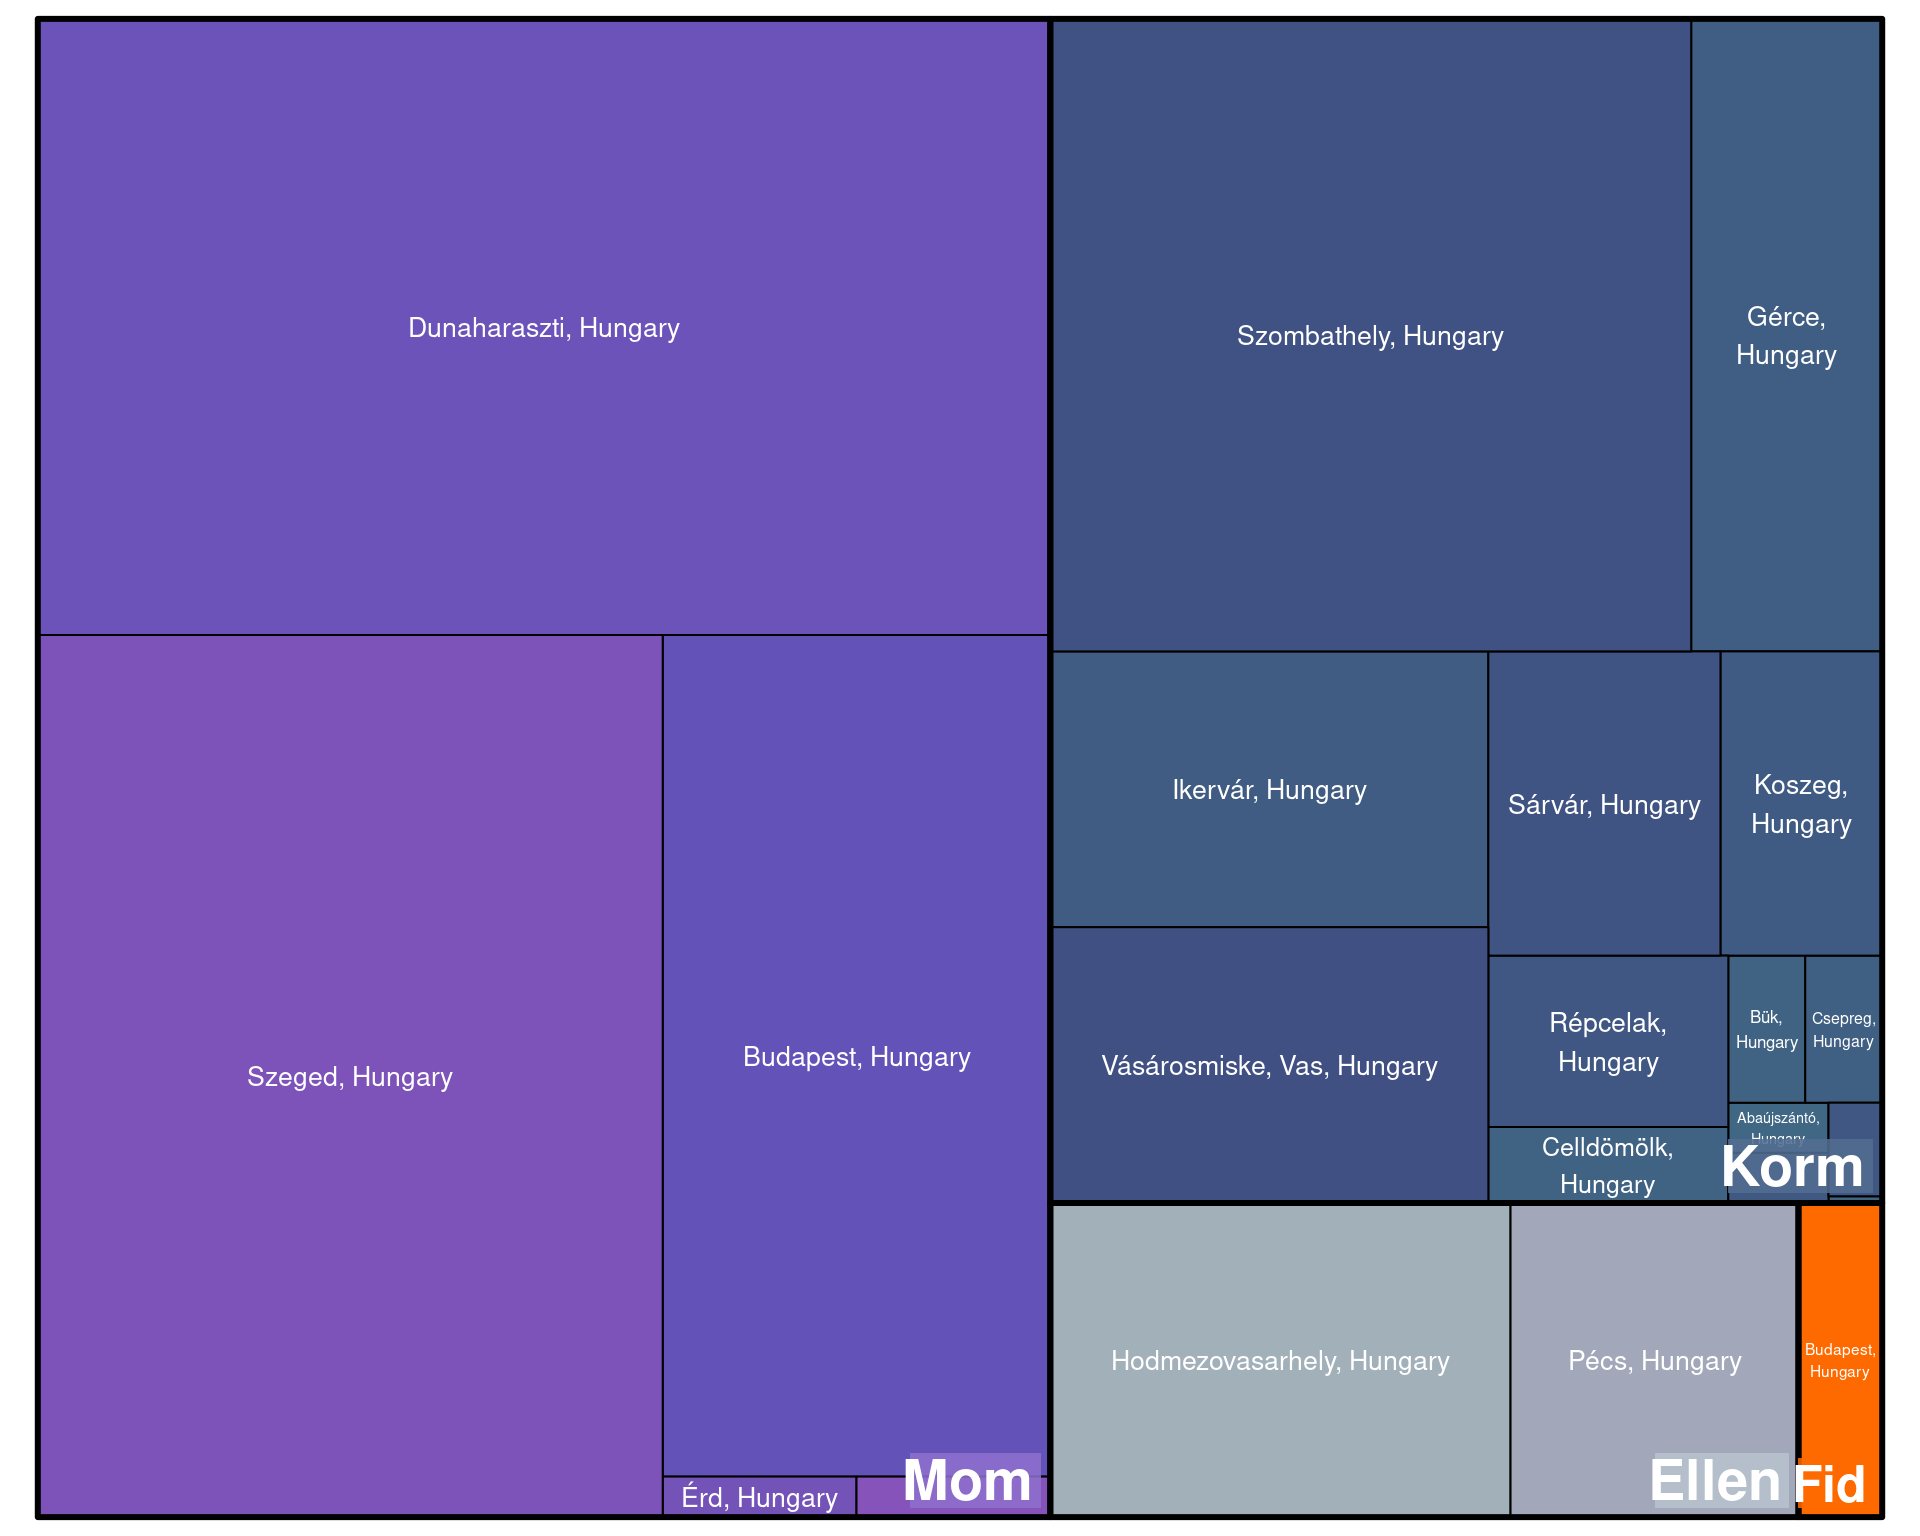 Dunaharaszti, Hungary
Szeged, Hungary
Budapest, Hungary
Érd, Hungary
Mom
Szombathely, Hungary
Gérce,
Hungary
Ikervár, Hungary
Sárvár, Hungary
Koszeg,
Hungary
Vásárosmiske, Vas, Hungary
Répcelak,
Hungary
Bük,
Hungary
Csepreg,
Hungary
Celldömölk,
Hungary
Abaújszántó,
Hungary
Korm
Hodmezovasarhely, Hungary
Pécs, Hungary
Ellen
Budapest,
Hungary
Fid